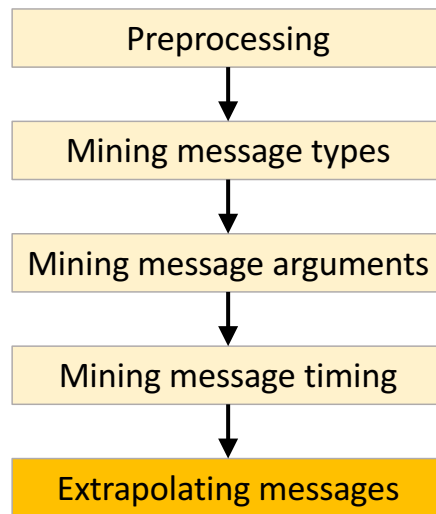 Preprocessing
Mining message types
Mining message arguments
Mining message timing
Extrapolating messages